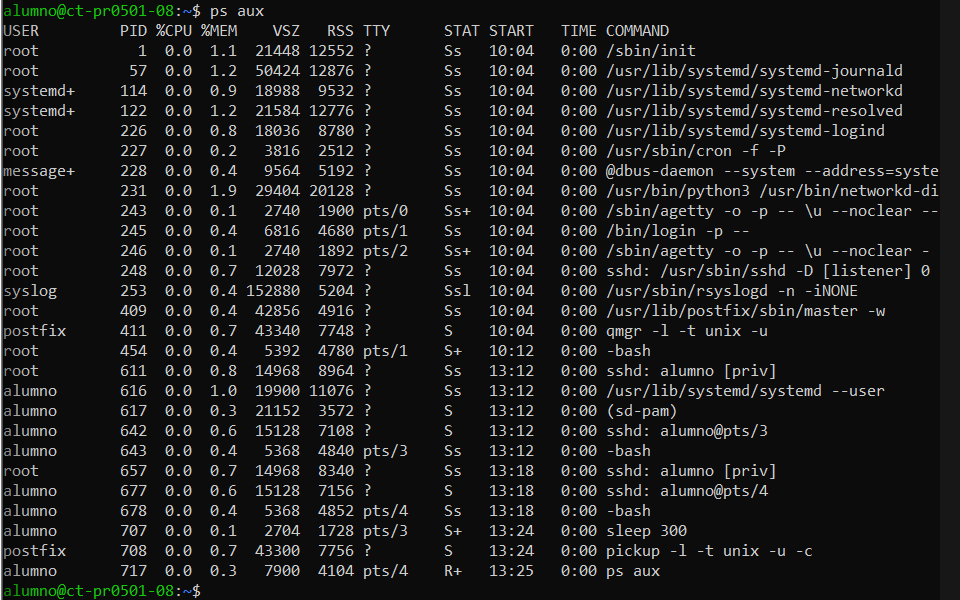 alumno@ct-pr0501-08:~$ ps aux
USER         PID %CPU %MEM    VSZ   RSS TTY      STAT START   TIME COMMAND
root           1  0.0  1.1  21448 12552 ?        Ss   10:04   0:00 /sbin/init
root          57  0.0  1.2  50424 12876 ?        Ss   10:04   0:00 /usr/lib/systemd/systemd-journald
systemd+     114  0.0  0.9  18988  9532 ?        Ss   10:04   0:00 /usr/lib/systemd/systemd-networkd
systemd+     122  0.0  1.2  21584 12776 ?        Ss   10:04   0:00 /usr/lib/systemd/systemd-resolved
root         226  0.0  0.8  18036  8780 ?        Ss   10:04   0:00 /usr/lib/systemd/systemd-logind
root         227  0.0  0.2   3816  2512 ?        Ss   10:04   0:00 /usr/sbin/cron -f -P
message+     228  0.0  0.4   9564  5192 ?        Ss   10:04   0:00 @dbus-daemon --system --address=syste
root         231  0.0  1.9  29404 20128 ?        Ss   10:04   0:00 /usr/bin/python3 /usr/bin/networkd-di
root         243  0.0  0.1   2740  1900 pts/0    Ss+  10:04   0:00 /sbin/agetty -o -p -- \u --noclear --
root         245  0.0  0.4   6816  4680 pts/1    Ss   10:04   0:00 /bin/login -p --
root         246  0.0  0.1   2740  1892 pts/2    Ss+  10:04   0:00 /sbin/agetty -o -p -- \u --noclear -
root         248  0.0  0.7  12028  7972 ?        Ss   10:04   0:00 sshd: /usr/sbin/sshd -D [listener] 0
syslog       253  0.0  0.4 152880  5204 ?        Ssl  10:04   0:00 /usr/sbin/rsyslogd -n -iNONE
root         409  0.0  0.4  42856  4916 ?        Ss   10:04   0:00 /usr/lib/postfix/sbin/master -w
postfix      411  0.0  0.7  43340  7748 ?        S    10:04   0:00 qmgr -l -t unix -u
root         454  0.0  0.4   5392  4780 pts/1    S+   10:12   0:00 -bash
root         611  0.0  0.8  14968  8964 ?        Ss   13:12   0:00 sshd: alumno [priv]
alumno       616  0.0  1.0  19900 11076 ?        Ss   13:12   0:00 /usr/lib/systemd/systemd --user
alumno       617  0.0  0.3  21152  3572 ?        S    13:12   0:00 (sd-pam)
alumno       642  0.0  0.6  15128  7108 ?        S    13:12   0:00 sshd: alumno@pts/3
alumno       643  0.0  0.4   5368  4840 pts/3    Ss   13:12   0:00 -bash
root         657  0.0  0.7  14968  8340 ?        Ss   13:18   0:00 sshd: alumno [priv]
alumno       677  0.0  0.6  15128  7156 ?        S    13:18   0:00 sshd: alumno@pts/4
alumno       678  0.0  0.4   5368  4852 pts/4    Ss   13:18   0:00 -bash
alumno       707  0.0  0.1   2704  1728 pts/3    S+   13:24   0:00 sleep 300
postfix      708  0.0  0.7  43300  7756 ?        S    13:24   0:00 pickup -l -t unix -u -c
alumno       717  0.0  0.3   7900  4104 pts/4    R+   13:25   0:00 ps aux
alumno@ct-pr0501-08:~$